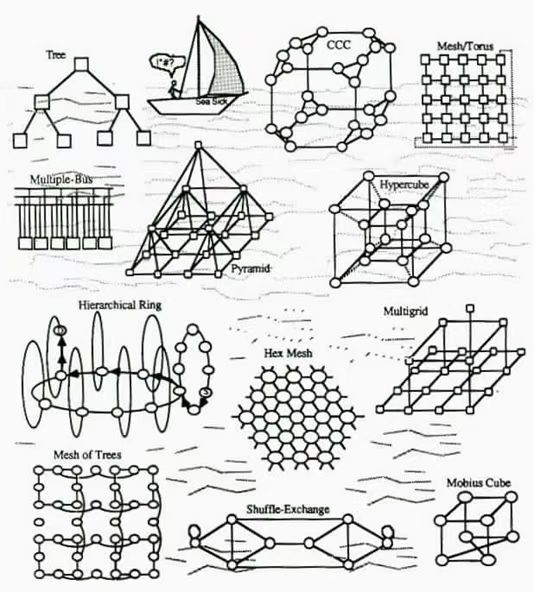 Tree
!*#?
Sea Sick
CCC
Mesh/Torus
Multiple-Bus
Pyramid
Hypercube
Hierarchical Ring
Hex Mesh
Multigrid
Mesh of Trees
Shuffle-Exchange
Mobius Cube